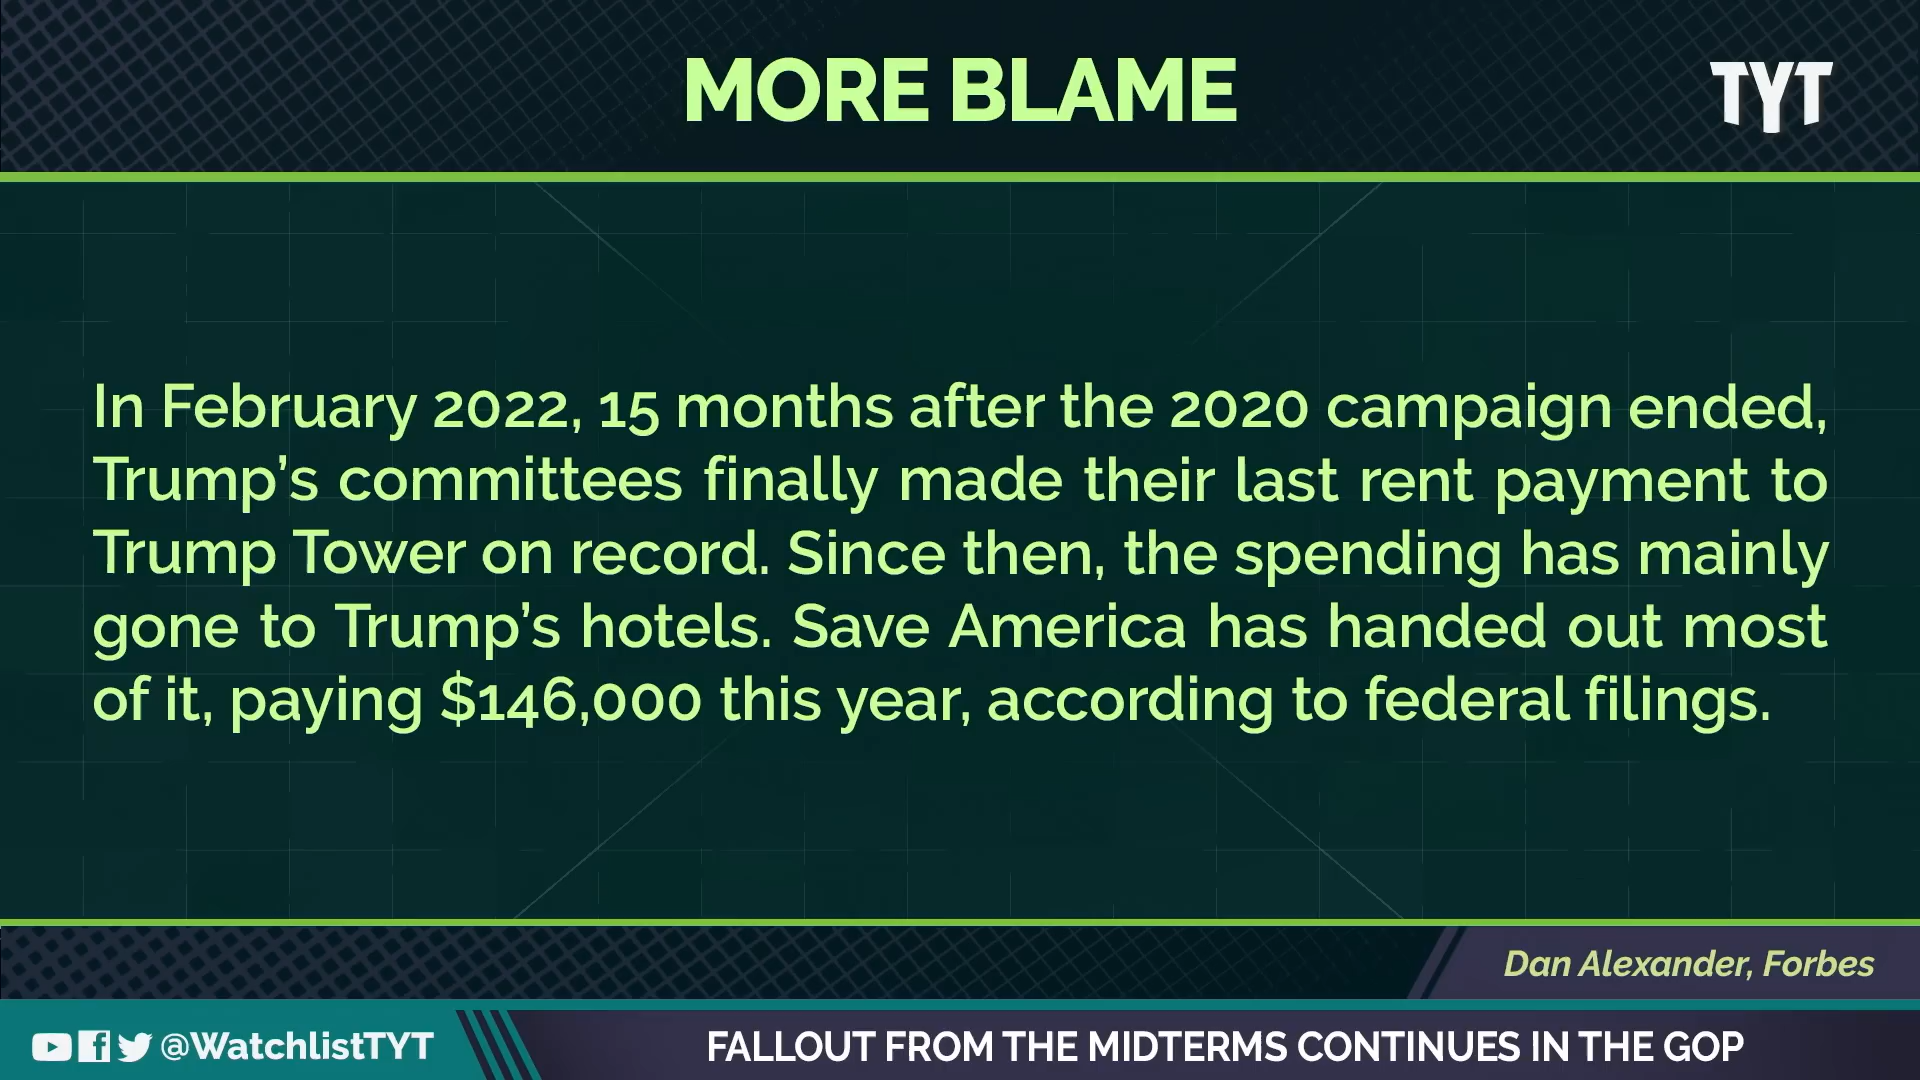 MORE BLAME
TYT
In February 2022, 15 months after the 2020 campaign ended,
Trump’s committees finally made their last rent payment to
Trump Tower on record. Since then, the spending has mainly
gone to Trump’s hotels. Save America has handed out most
of it, paying $146,000 this year, according to federal filings.
Dan Alexander, Forbes
@WatchlistTYT
FALLOUT FROM THE MIDTERMS CONTINUES IN THE GOP